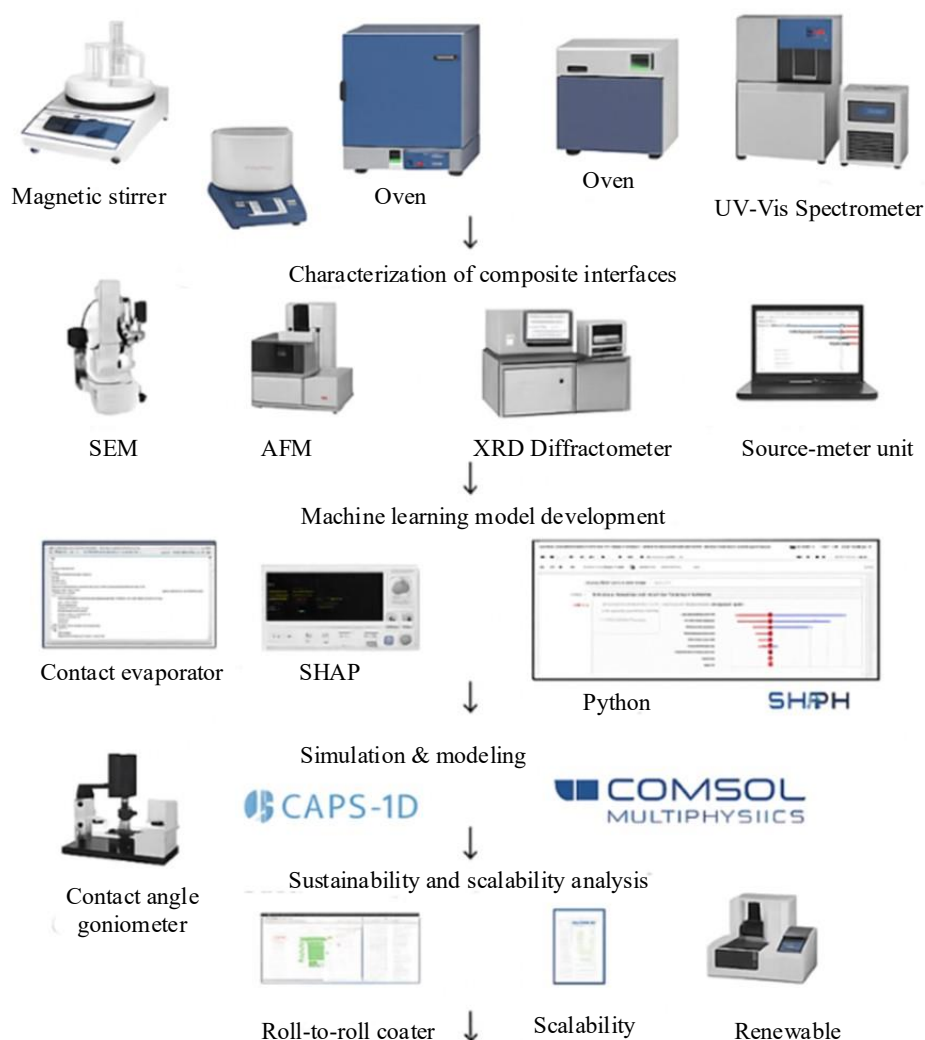 Magnetic stirrer
Oven
Oven
UV-Vis Spectrometer
Characterization of composite interfaces
SEM
AFM
XRD Diffractometer
Source-meter unit
Machine learning model development
Contact evaporator
SHAP
Python
Simulation & modeling
CAPS-1D
COMSOL
MULTIPHYSIICS
Contact angle
goniometer
Sustainability and scalability analysis
Roll-to-roll coater
Scalability
Renewable